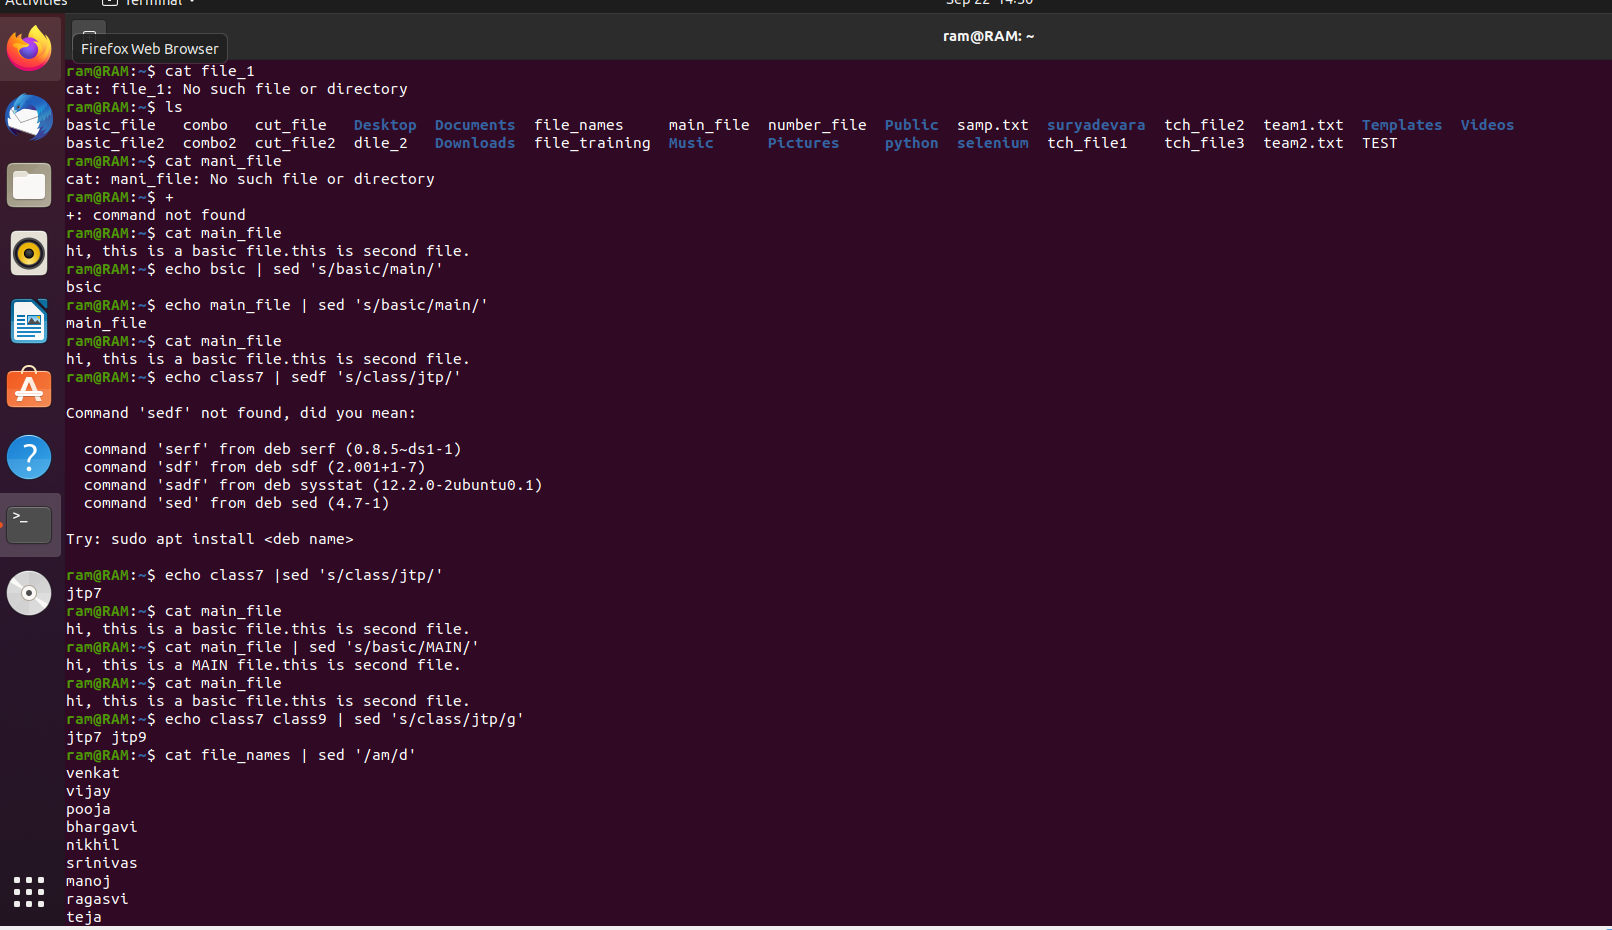 Activities Terminal Sep 22 14:30
ram@RAM: ~
Firefox Web Browser
ram@RAM:~$ cat file_1
cat: file_1: No such file or directory
ram@RAM:~$ ls
basic_file combo cut_file Desktop Documents file_names main_file number_file Public samp.txt suryadevara tch_file2 team1.txt Templates Videos
basic_file2 combo2 cut_file2 dile_2 Downloads file_training Music Pictures python selenium tch_file1 tch_file3 team2.txt TEST
ram@RAM:~$ cat mani_file
cat: mani_file: No such file or directory
ram@RAM:~$ +
+: command not found
ram@RAM:~$ cat main_file
hi, this is a basic file.this is second file.
ram@RAM:~$ echo bsic | sed 's/basic/main/'
bsic
ram@RAM:~$ echo main_file | sed 's/basic/main/'
main_file
ram@RAM:~$ cat main_file
hi, this is a basic file.this is second file.
ram@RAM:~$ echo class7 | sedf 's/class/jtp/'
Command 'sedf' not found, did you mean:
command 'serf' from deb serf (0.8.5~ds1-1)
command 'sdf' from deb sdf (2.001+1-7)
command 'sadf' from deb sysstat (12.2.0-2ubuntu0.1)
command 'sed' from deb sed (4.7-1)
Try: sudo apt install <deb name>
ram@RAM:~$ echo class7 |sed 's/class/jtp/'
jtp7
ram@RAM:~$ cat main_file
hi, this is a basic file.this is second file.
ram@RAM:~$ cat main_file | sed 's/basic/MAIN/'
hi, this is a MAIN file.this is second file.
ram@RAM:~$ cat main_file
hi, this is a basic file.this is second file.
ram@RAM:~$ echo class7 class9 | sed 's/class/jtp/g'
jtp7 jtp9
ram@RAM:~$ cat file_names | sed '/am/d'
venkat
vijay
pooja
bhargavi
nikhil
srinivas
manoj
ragasvi
teja